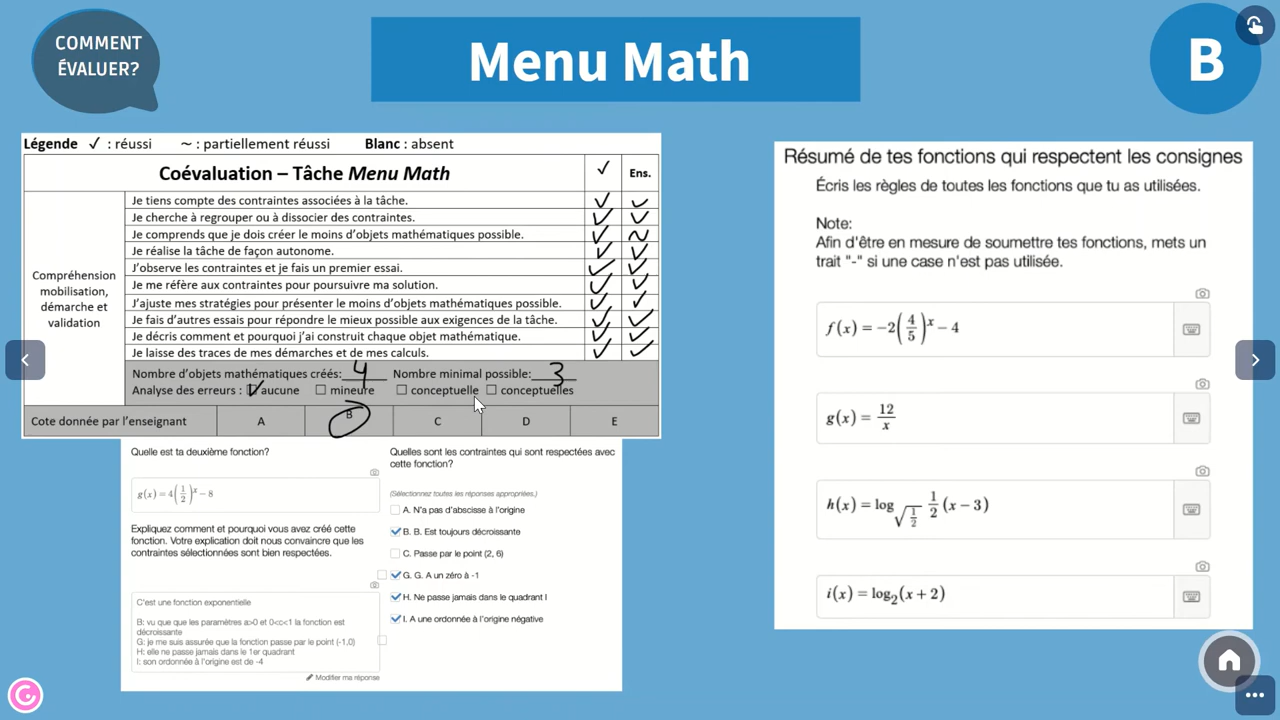 COMMENT
ÉVALUER?
Menu Math
B
Légende ✓ : réussi ~ : partiellement réussi Blanc : absent
Coévaluation – Tâche Menu Math ✓ Ens.
Compréhension
mobilisation,
démarche et
validation
Je tiens compte des contraintes associées à la tâche. ✓ ✓
Je cherche à regrouper ou à dissocier des contraintes. ✓ ✓
Je comprends que je dois créer le moins d'objets mathématiques possible. ✓ ~
Je réalise la tâche de façon autonome. ✓ ✓
J'observe les contraintes et je fais un premier essai. ✓ ✓
Je me réfère aux contraintes pour poursuivre ma solution. ✓ ✓
J'ajuste mes stratégies pour présenter le moins d'objets mathématiques possible. ✓ ✓
Je fais d'autres essais pour répondre le mieux possible aux exigences de la tâche. ✓ ✓
Je décris comment et pourquoi j'ai construit chaque objet mathématique. ✓ ✓
Je laisse des traces de mes démarches et de mes calculs. ✓ ✓
Nombre d'objets mathématiques créés: 4 Nombre minimal possible: 3
Analyse des erreurs : ☑ aucune ☐ mineure ☐ conceptuelle ☐ conceptuelles
Cote donnée par l'enseignant A B C D E
Quelle est ta deuxième fonction?
g(x) = 4(1/2)^x − 8
Expliquez comment et pourquoi vous avez créé cette
fonction. Votre explication doit nous convaincre que les
contraintes sélectionnées sont bien respectées.
C'est une fonction exponentielle
B: vu que que les paramètres a>0 et 0<c<1 la fonction est
décroissante
G: je me suis assurée que la fonction passe par le point (-1,0)
H: elle ne passe jamais dans le 1er quadrant
I: son ordonnée à l'origine est de -4
Modifier ma réponse
Quelles sont les contraintes qui sont respectées avec
cette fonction?
(Sélectionnez toutes les réponses appropriées.)
A. N'a pas d'abscisse à l'origine
B. B. Est toujours décroissante
C. Passe par le point (2, 6)
G. G. A un zéro à -1
H. Ne passe jamais dans le quadrant I
I. A une ordonnée à l'origine négative
Résumé de tes fonctions qui respectent les consignes
Écris les règles de toutes les fonctions que tu as utilisées.
Note:
Afin d'être en mesure de soumettre tes fonctions, mets un
trait "-" si une case n'est pas utilisée.
f(x) = −2(4/5)^x − 4
g(x) = 12/x
h(x) = log_√(1/2) 1/2 (x − 3)
i(x) = log₂(x + 2)